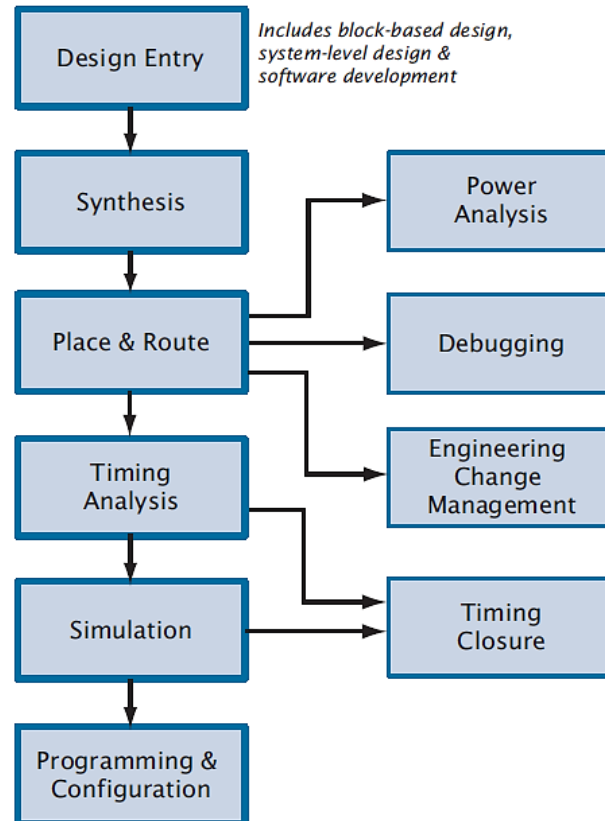 Design Entry
Includes block-based design,
system-level design &
software development
Synthesis
Power
Analysis
Place & Route
Debugging
Timing
Analysis
Engineering
Change
Management
Simulation
Timing
Closure
Programming &
Configuration